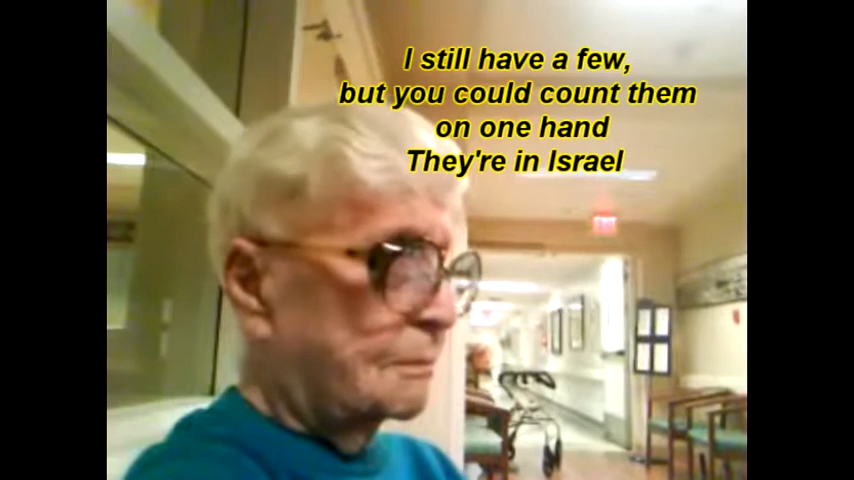 I still have a few,
but you could count them
on one hand
They're in Israel